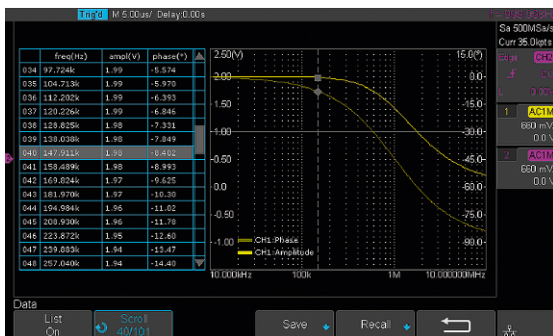 Trig'd M 5.00us/ Delay:0.00s
Sa 500MSa/s
Curr 35.0kpts
Edge CH2
L 0.00V
1 AC1M
660 mV/
0.0 V
2 AC1M
660 mV/
0.0 V
freq(Hz) ampl(V) phase(°)
034 97.724k 1.99 -5.574
035 104.713k 1.99 -5.970
036 112.202k 1.99 -6.393
037 120.226k 1.99 -6.846
038 128.825k 1.98 -7.331
039 138.038k 1.98 -7.849
040 147.911k 1.98 -8.402
041 158.489k 1.98 -8.993
042 169.824k 1.97 -9.625
043 181.970k 1.97 -10.30
044 194.984k 1.96 -11.02
045 208.930k 1.96 -11.78
046 223.872k 1.95 -12.60
047 239.883k 1.94 -13.47
048 257.040k 1.94 -14.40
2.50(V) 15.0(°)
2.00 0.0
1.50 -15.0
1.00 -30.0
0.50 -45.0
0.0 -60.0
-0.50 -75.0
-1.00 -90.0
CH1:Phase
CH1:Amplitude
10.000kHz 100k 1M 10.000000MHz
Data
List Scroll Save Recall
On 40/101